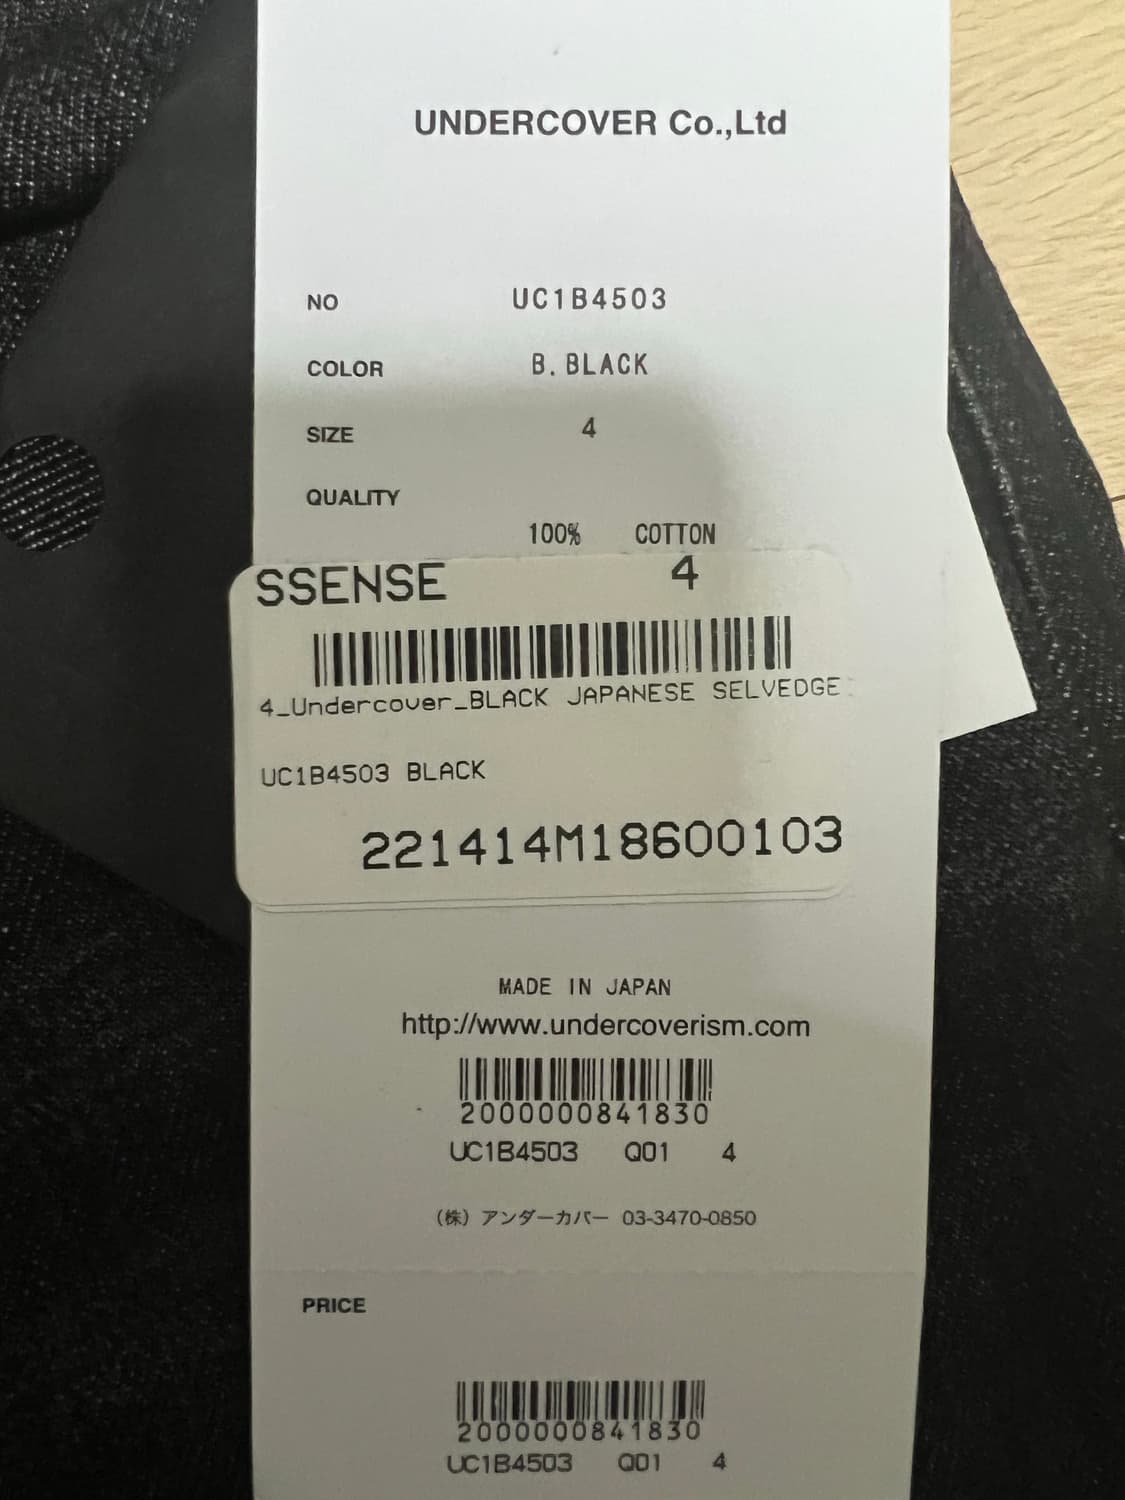 UNDERCOVER Co.,Ltd
NO UC1B4503
COLOR B.BLACK
SIZE 4
QUALITY
100% COTTON
SSENSE 4
4_Undercover_BLACK JAPANESE SELVEDGE
UC1B4503 BLACK
221414M18600103
MADE IN JAPAN
http://www.undercoverism.com
2000000841830
UC1B4503 Q01 4
(株) アンダーカバー 03-3470-0850
PRICE
2000000841830
UC1B4503 Q01 4